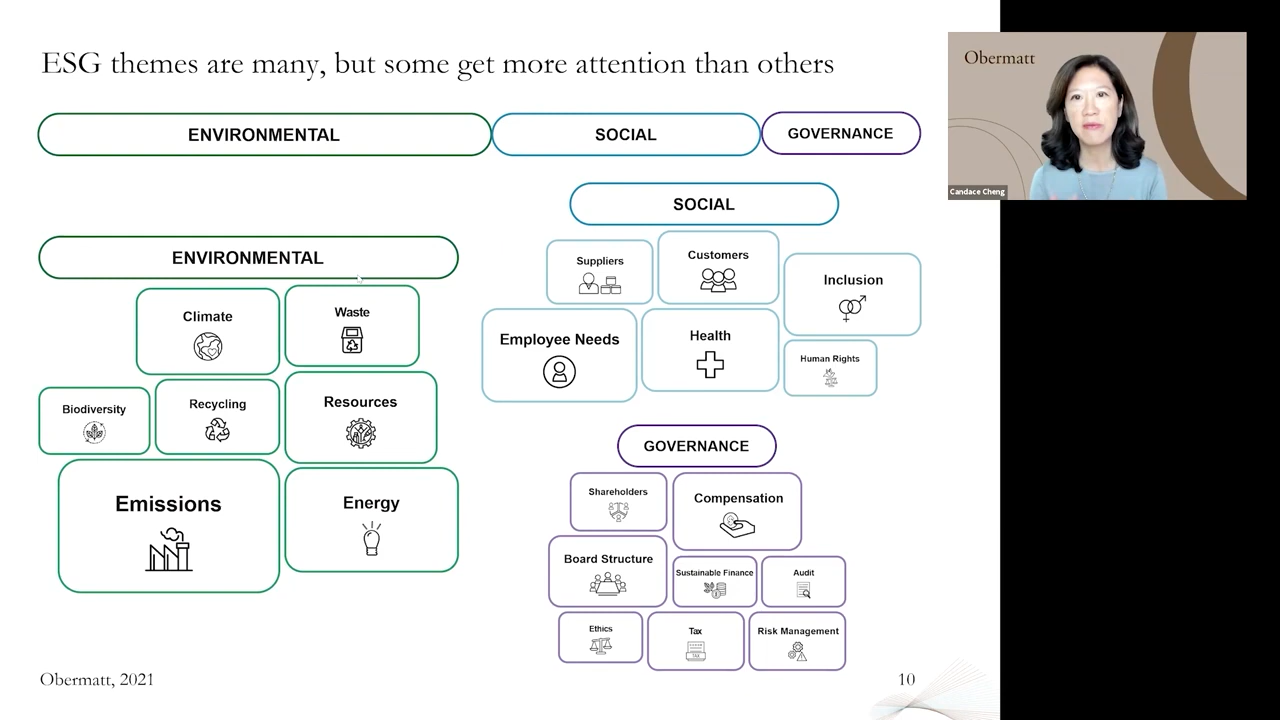 ESG themes are many, but some get more attention than others
ENVIRONMENTAL
SOCIAL
GOVERNANCE
ENVIRONMENTAL
Climate
Waste
Biodiversity
Recycling
Resources
Emissions
Energy
SOCIAL
Suppliers
Customers
Inclusion
Employee Needs
Health
Human Rights
GOVERNANCE
Shareholders
Compensation
Board Structure
Sustainable Finance
Audit
Ethics
Tax
TAX
Risk Management
Obermatt, 2021
10
Obermatt
Candace Cheng